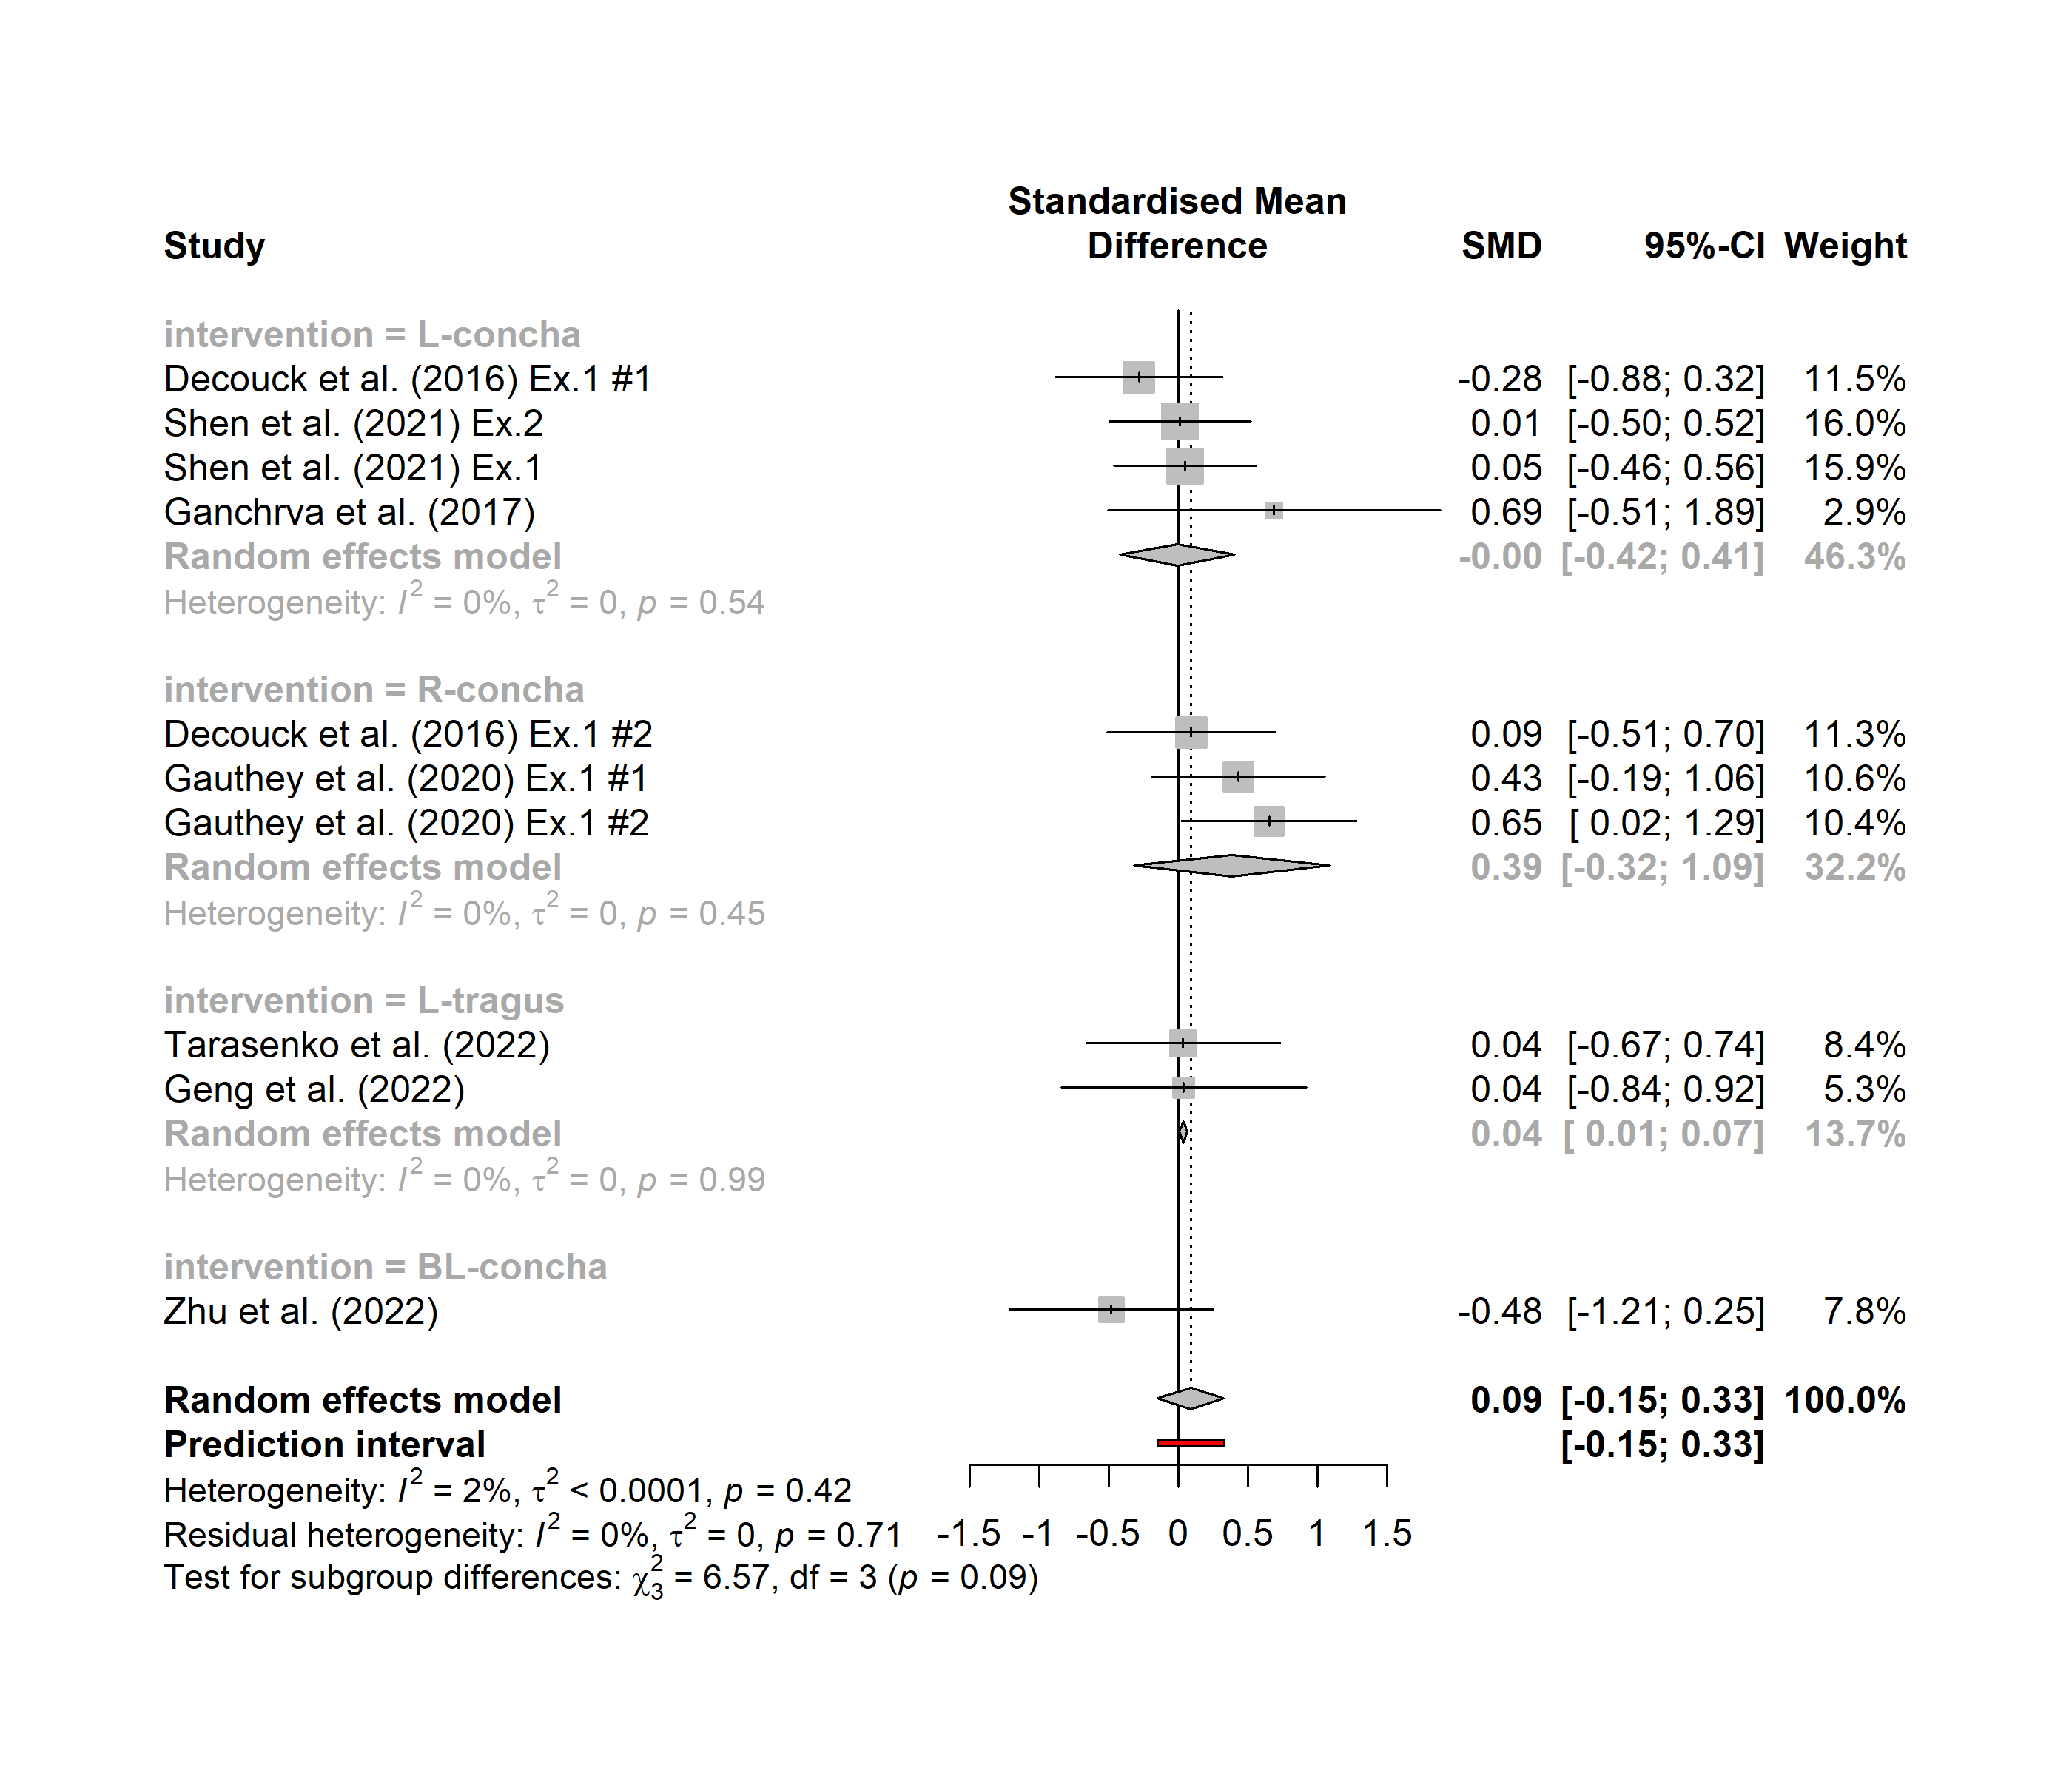 Standardised Mean
Study Difference SMD 95%-CI Weight
intervention = L-concha
Decouck et al. (2016) Ex.1 #1 -0.28 [-0.88; 0.32] 11.5%
Shen et al. (2021) Ex.2 0.01 [-0.50; 0.52] 16.0%
Shen et al. (2021) Ex.1 0.05 [-0.46; 0.56] 15.9%
Ganchrva et al. (2017) 0.69 [-0.51; 1.89] 2.9%
Random effects model -0.00 [-0.42; 0.41] 46.3%
Heterogeneity: I² = 0%, τ² = 0, p = 0.54
intervention = R-concha
Decouck et al. (2016) Ex.1 #2 0.09 [-0.51; 0.70] 11.3%
Gauthey et al. (2020) Ex.1 #1 0.43 [-0.19; 1.06] 10.6%
Gauthey et al. (2020) Ex.1 #2 0.65 [ 0.02; 1.29] 10.4%
Random effects model 0.39 [-0.32; 1.09] 32.2%
Heterogeneity: I² = 0%, τ² = 0, p = 0.45
intervention = L-tragus
Tarasenko et al. (2022) 0.04 [-0.67; 0.74] 8.4%
Geng et al. (2022) 0.04 [-0.84; 0.92] 5.3%
Random effects model 0.04 [ 0.01; 0.07] 13.7%
Heterogeneity: I² = 0%, τ² = 0, p = 0.99
intervention = BL-concha
Zhu et al. (2022) -0.48 [-1.21; 0.25] 7.8%
Random effects model 0.09 [-0.15; 0.33] 100.0%
Prediction interval [-0.15; 0.33]
Heterogeneity: I² = 2%, τ² < 0.0001, p = 0.42
Residual heterogeneity: I² = 0%, τ² = 0, p = 0.71 -1.5 -1 -0.5 0 0.5 1 1.5
Test for subgroup differences: χ²₃ = 6.57, df = 3 (p = 0.09)